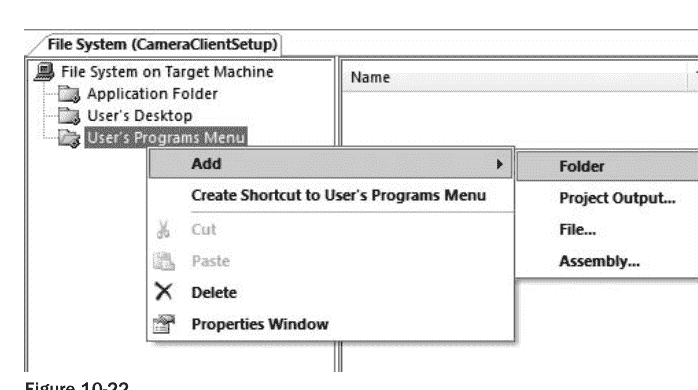 File System (CameraClientSetup)
File System on Target Machine
Name
Application Folder
User's Desktop
User's Programs Menu
Add
Folder
Create Shortcut to User's Programs Menu
Project Output...
Cut
File...
Paste
Assembly...
Delete
Properties Window
Figure 10-22